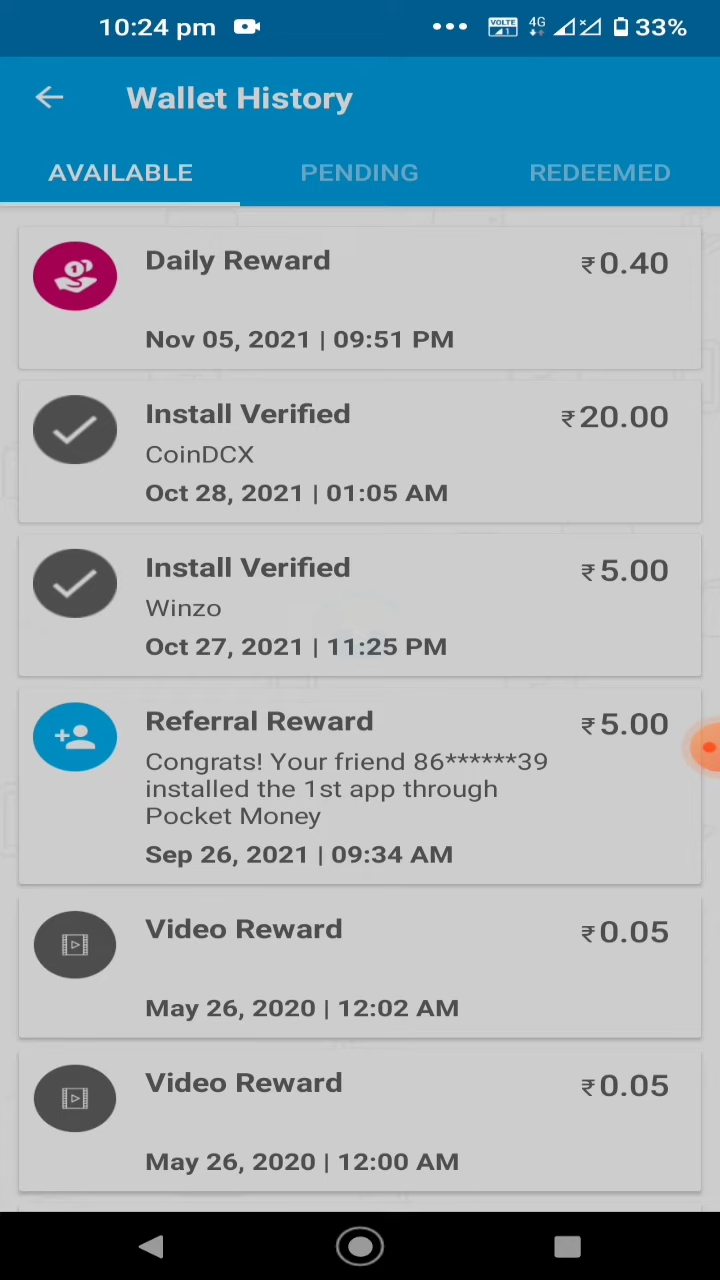 10:24 pm
VOLTE 1 4G 33%
Wallet History
AVAILABLE PENDING REDEEMED
Daily Reward ₹0.40
Nov 05, 2021 | 09:51 PM
Install Verified ₹20.00
CoinDCX
Oct 28, 2021 | 01:05 AM
Install Verified ₹5.00
Winzo
Oct 27, 2021 | 11:25 PM
Referral Reward ₹5.00
Congrats! Your friend 86******39
installed the 1st app through
Pocket Money
Sep 26, 2021 | 09:34 AM
Video Reward ₹0.05
May 26, 2020 | 12:02 AM
Video Reward ₹0.05
May 26, 2020 | 12:00 AM